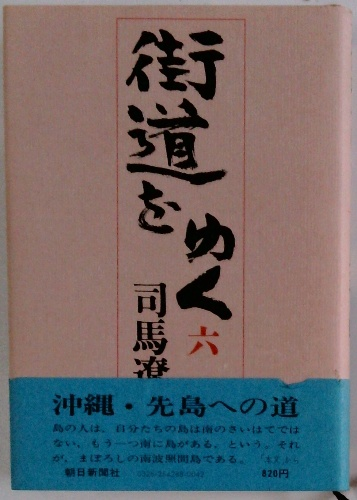 街道を
ゆく
六
司馬遼
沖縄・先島への道
島の人は、自分たちの島は南のさいはてでは
ない、もう一つ南に島がある、という。それ
が、まぼろしの南波照間島である。
朝日新聞社
820円